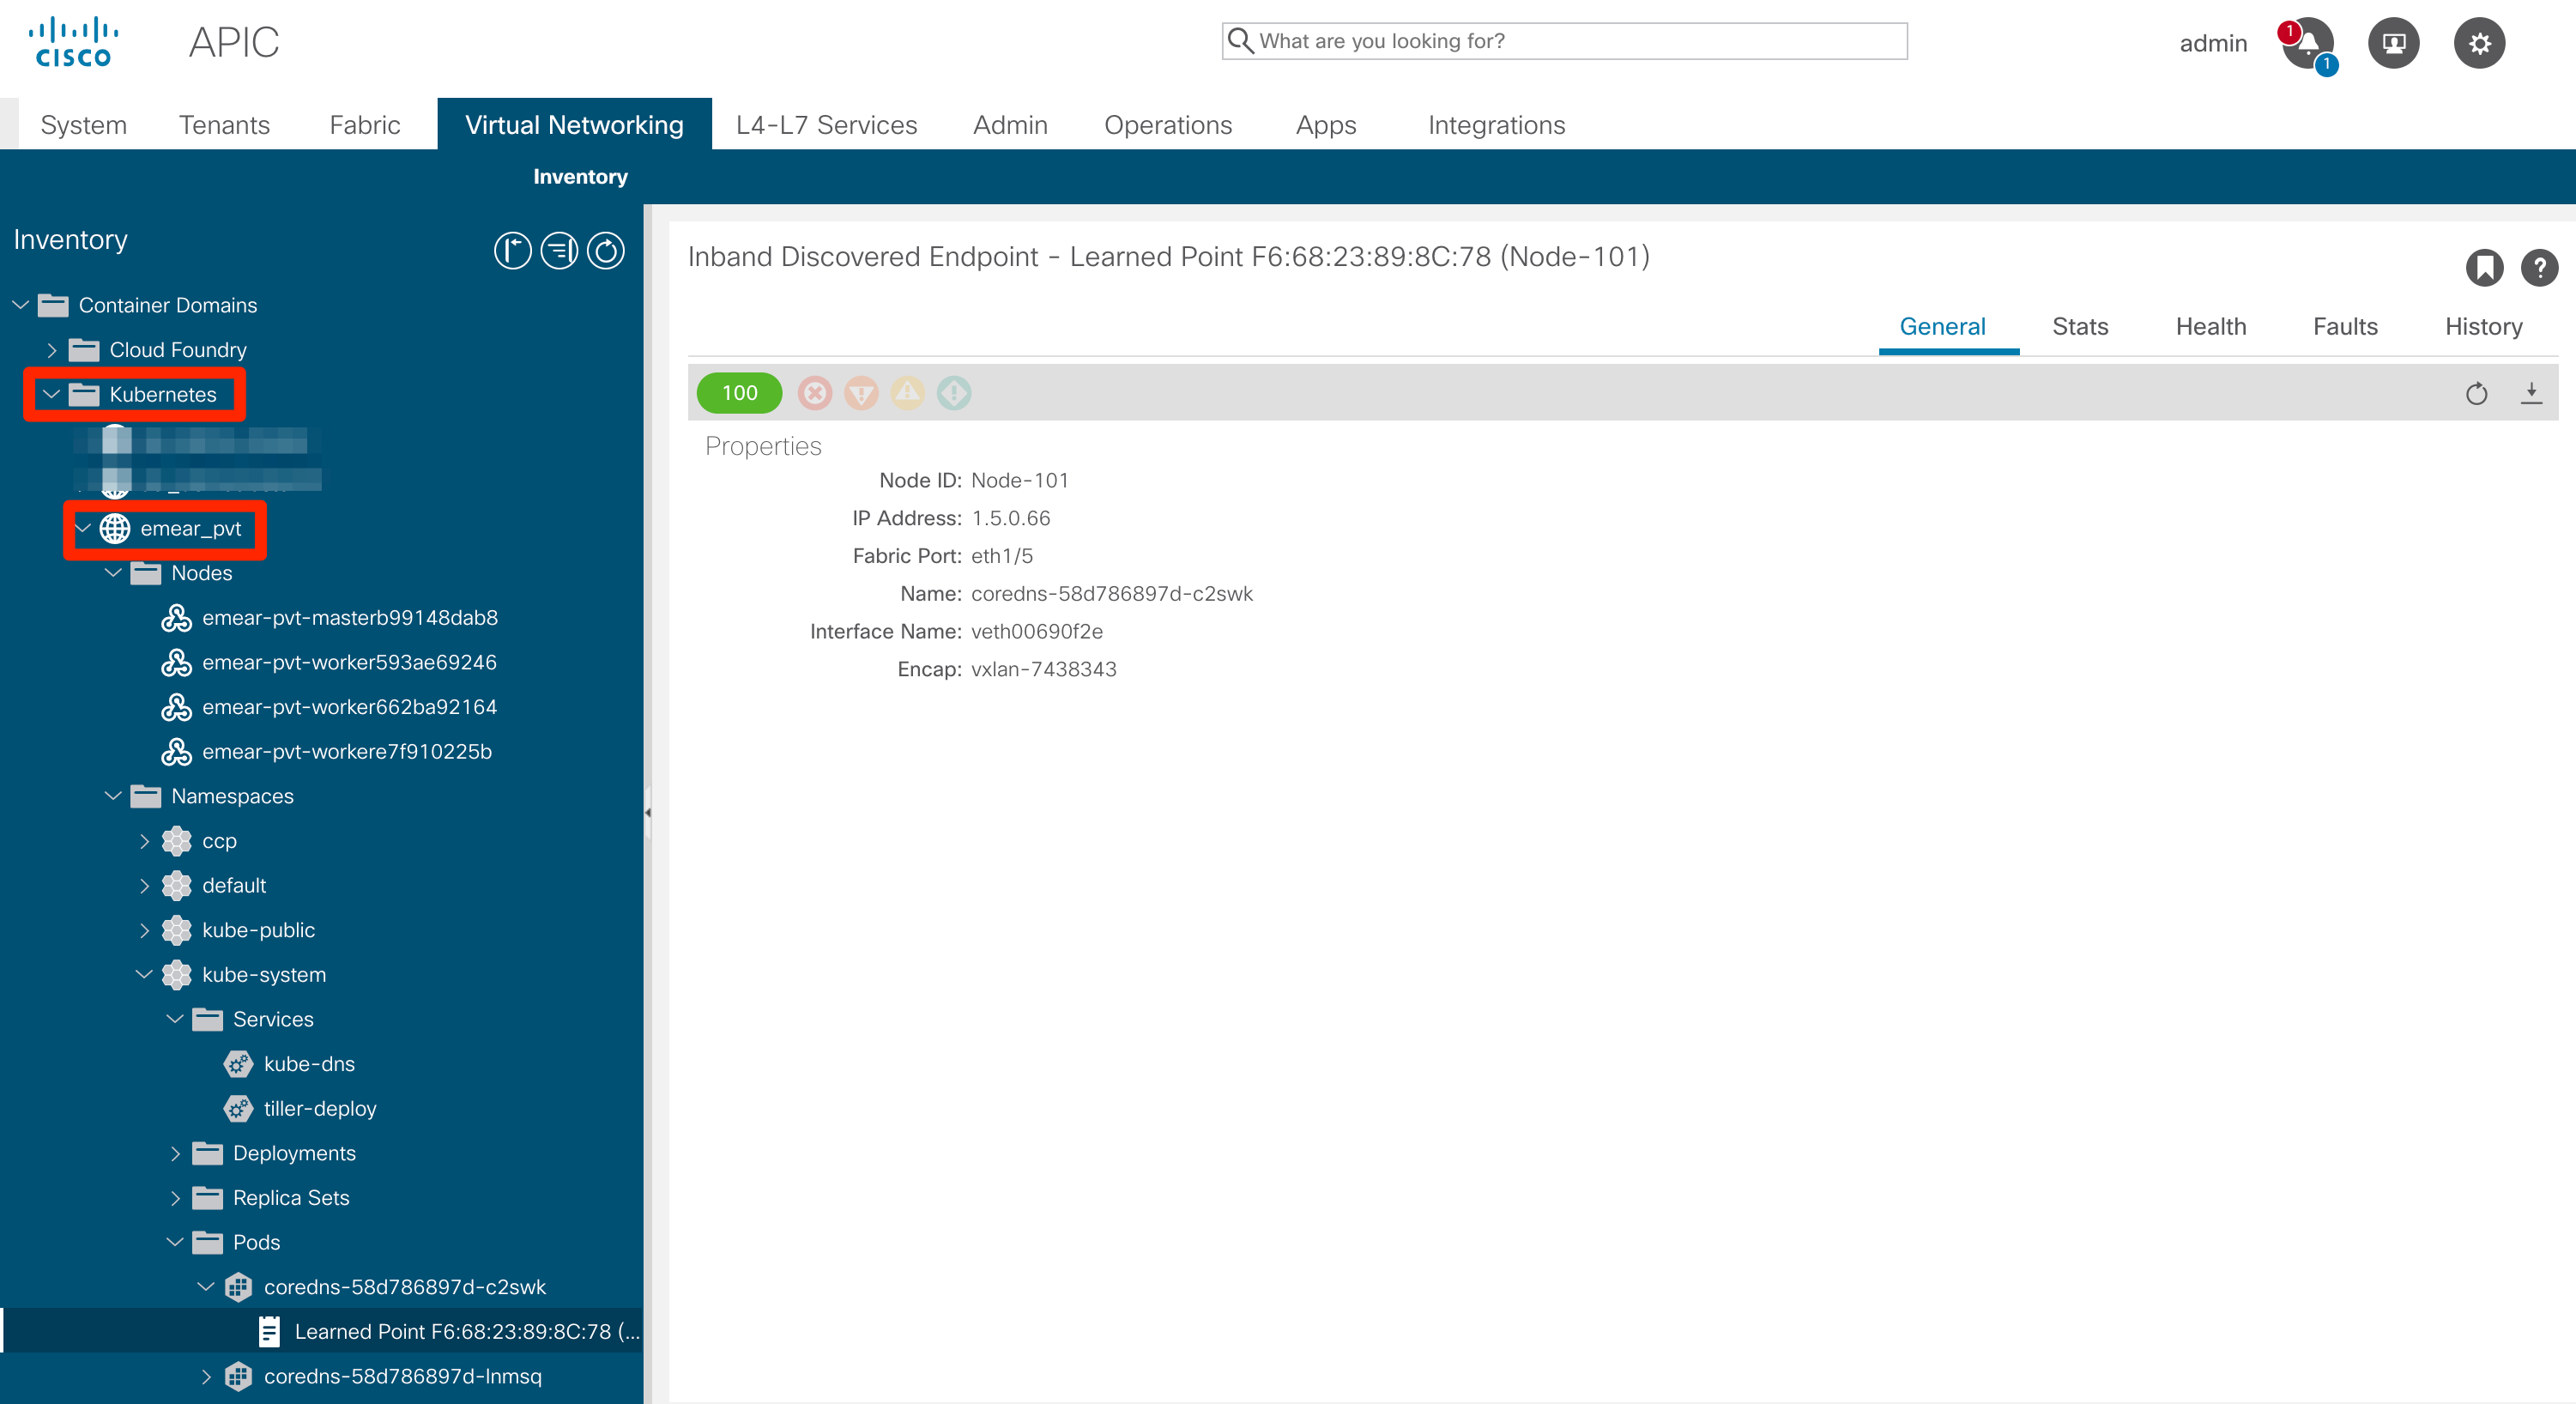 cisco
APIC
What are you looking for?
admin
1
1
System
Tenants
Fabric
Virtual Networking
L4-L7 Services
Admin
Operations
Apps
Integrations
Inventory
Inventory
Container Domains
Cloud Foundry
Kubernetes
emear_pvt
Nodes
emear-pvt-masterb99148dab8
emear-pvt-worker593ae69246
emear-pvt-worker662ba92164
emear-pvt-workere7f910225b
Namespaces
ccp
default
kube-public
kube-system
Services
kube-dns
tiller-deploy
Deployments
Replica Sets
Pods
coredns-58d786897d-c2swk
Learned Point F6:68:23:89:8C:78 (...
coredns-58d786897d-lnmsq
Inband Discovered Endpoint - Learned Point F6:68:23:89:8C:78 (Node-101)
General
Stats
Health
Faults
History
100
Properties
Node ID: Node-101
IP Address: 1.5.0.66
Fabric Port: eth1/5
Name: coredns-58d786897d-c2swk
Interface Name: veth00690f2e
Encap: vxlan-7438343